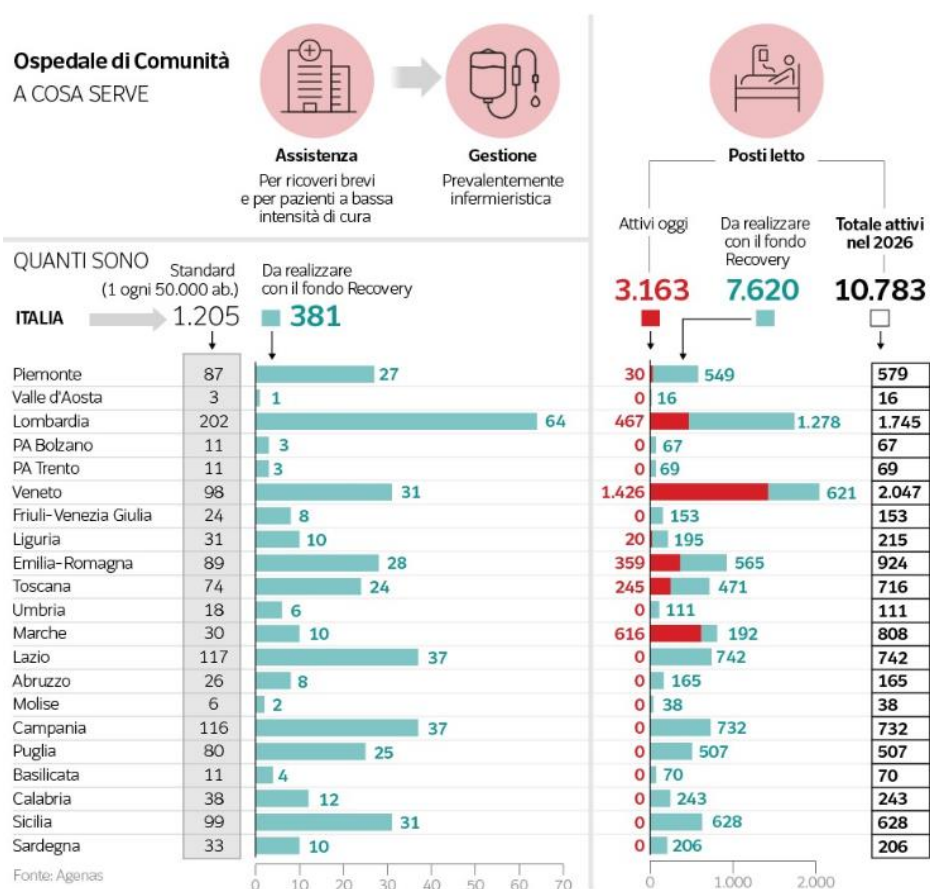 Ospedale di Comunità
A COSA SERVE
Assistenza
Per ricoveri brevi
e per pazienti a bassa
intensità di cura
Gestione
Prevalentemente
infermieristica
Posti letto
Attivi oggi
3.163
Da realizzare
con il fondo
Recovery
7.620
Totale attivi
nel 2026
10.783
QUANTI SONO
Standard
(1 ogni 50.000 ab.)
Da realizzare
con il fondo Recovery
ITALIA 1.205 381
Piemonte 87 27 30 549 579
Valle d'Aosta 3 1 0 16 16
Lombardia 202 64 467 1.278 1.745
PA Bolzano 11 3 0 67 67
PA Trento 11 3 0 69 69
Veneto 98 31 1.426 621 2.047
Friuli-Venezia Giulia 24 8 0 153 153
Liguria 31 10 20 195 215
Emilia-Romagna 89 28 359 565 924
Toscana 74 24 245 471 716
Umbria 18 6 0 111 111
Marche 30 10 616 192 808
Lazio 117 37 0 742 742
Abruzzo 26 8 0 165 165
Molise 6 2 0 38 38
Campania 116 37 0 732 732
Puglia 80 25 0 507 507
Basilicata 11 4 0 70 70
Calabria 38 12 0 243 243
Sicilia 99 31 0 628 628
Sardegna 33 10 0 206 206
Fonte: Agenas
0 10 20 30 40 50 60 70
0 1.000 2.000